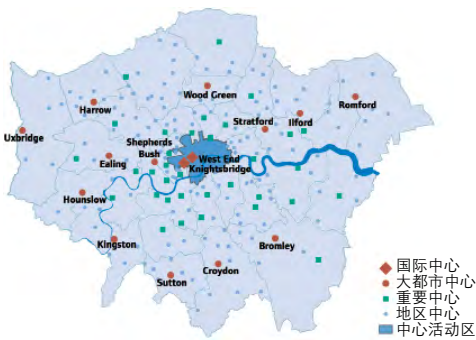 Wood Green
Romford
Harrow
Stratford
Ilford
Uxbridge
Shepherds
Bush
Ealing
West End
Knightsbridge
Hounslow
Kingston
Bromley
Croydon
Sutton
国际中心
大都市中心
重要中心
地区中心
中心活动区